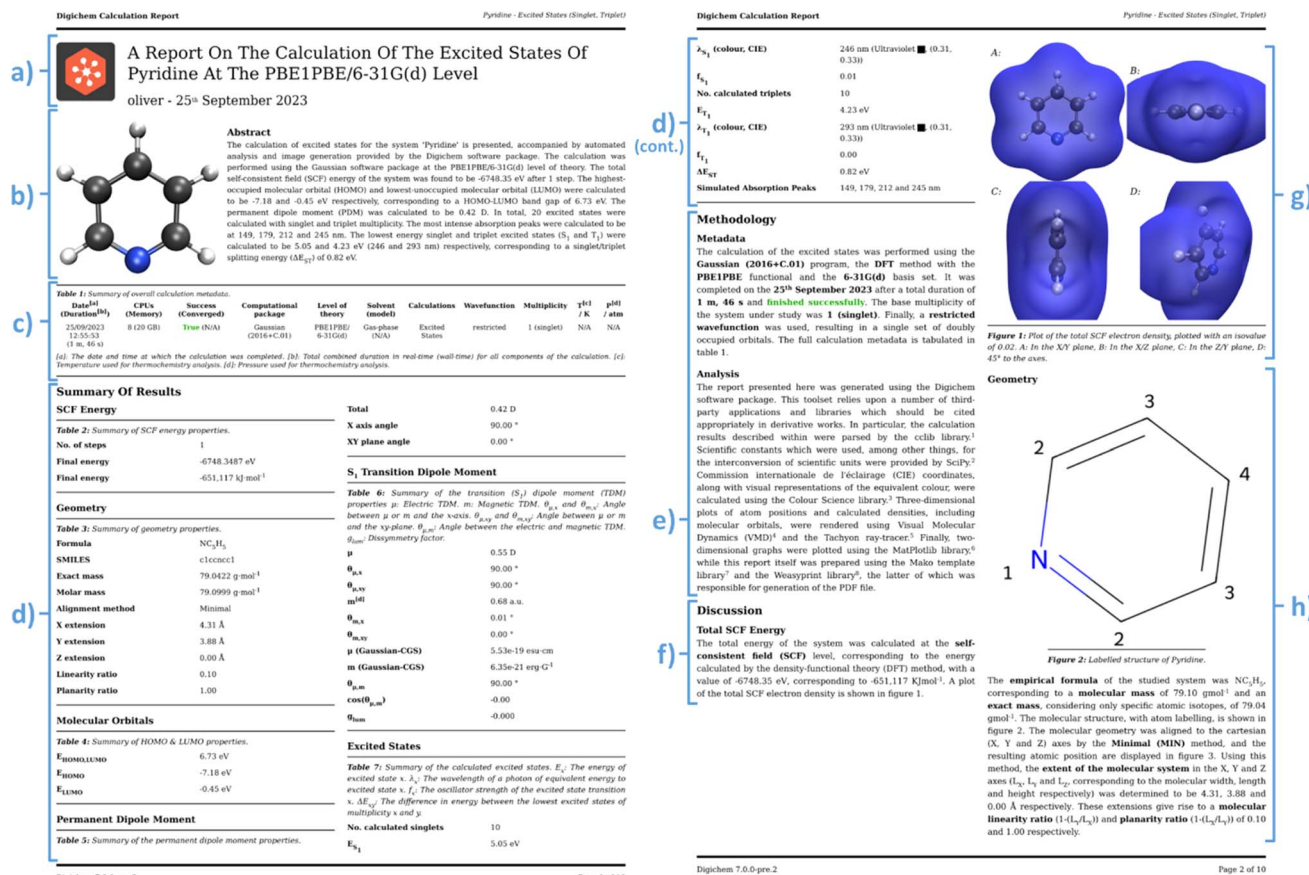 Digichem Calculation Report
Pyridine - Excited States (Singlet, Triplet)
a)
A Report On The Calculation Of The Excited States Of
Pyridine At The PBE1PBE/6-31G(d) Level
oliver - 25th September 2023
b)
Abstract
The calculation of excited states for the system 'Pyridine' is presented, accompanied by automated
analysis and image generation provided by the Digichem software package. The calculation was
performed using the Gaussian software package at the PBE1PBE/6-31G(d) level of theory. The total
self-consistent field (SCF) energy of the system was found to be -6748.35 eV after 1 step. The highest-
occupied molecular orbital (HOMO) and lowest-unoccupied molecular orbital (LUMO) were calculated
to be -7.18 and -0.45 eV respectively, corresponding to a HOMO-LUMO band gap of 6.73 eV. The
permanent dipole moment (PDM) was calculated to be 0.42 D. In total, 20 excited states were
calculated with singlet and triplet multiplicity. The most intense absorption peaks were calculated to be
at 149, 179, 212 and 245 nm. The lowest energy singlet and triplet excited states (S1 and T1) were
calculated to be 5.05 and 4.23 eV (246 and 293 nm) respectively, corresponding to a singlet/triplet
splitting energy (ΔEST) of 0.82 eV.
c)
Table 1: Summary of overall calculation metadata.
Date[a] (Duration[b]) CPUs (Memory) Success (Converged) Computational package Level of theory Solvent (model) Calculations Wavefunction Multiplicity T[c] / K P[d] / atm
25/09/2023 12:55:53 (1 m, 46 s) 8 (20 GB) True (N/A) Gaussian (2016+C.01) PBE1PBE/ 6-31G(d) Gas-phase (N/A) Excited States restricted 1 (singlet) N/A N/A
[a]: The date and time at which the calculation was completed. [b]: Total combined duration in real-time (wall-time) for all components of the calculation. [c]:
Temperature used for thermochemistry analysis. [d]: Pressure used for thermochemistry analysis.
d)
Summary Of Results
SCF Energy
Table 2: Summary of SCF energy properties.
No. of steps 1
Final energy -6748.3487 eV
Final energy -651,117 kJ·mol-1
Geometry
Table 3: Summary of geometry properties.
Formula NC5H5
SMILES c1ccncc1
Exact mass 79.0422 g·mol-1
Molar mass 79.0999 g·mol-1
Alignment method Minimal
X extension 4.31 Å
Y extension 3.88 Å
Z extension 0.00 Å
Linearity ratio 0.10
Planarity ratio 1.00
Molecular Orbitals
Table 4: Summary of HOMO & LUMO properties.
EHOMO,LUMO 6.73 eV
EHOMO -7.18 eV
ELUMO -0.45 eV
Permanent Dipole Moment
Table 5: Summary of the permanent dipole moment properties.
Total 0.42 D
X axis angle 90.00 °
XY plane angle 0.00 °
S1 Transition Dipole Moment
Table 6: Summary of the transition (S1) dipole moment (TDM)
properties μ: Electric TDM. m: Magnetic TDM. θμ,x and θm,x: Angle
between μ or m and the x-axis. θμ,xy and θm,xy: Angle between μ or m
and the xy-plane. θμ,m: Angle between the electric and magnetic TDM.
glum: Dissymmetry factor.
μ 0.55 D
θμ,x 90.00 °
θμ,xy 90.00 °
m[d] 0.68 a.u.
θm,x 0.01 °
θm,xy 0.00 °
μ (Gaussian-CGS) 5.53e-19 esu·cm
m (Gaussian-CGS) 6.35e-21 erg·G-1
θμ,m 90.00 °
cos(θμ,m) -0.00
glum -0.000
Excited States
Table 7: Summary of the calculated excited states. Ex: The energy of
excited state x. λx: The wavelength of a photon of equivalent energy to
excited state x. fx: The oscillator strength of the excited state transition
x. ΔExy: The difference in energy between the lowest excited states of
multiplicity x and y.
No. calculated singlets 10
ES1 5.05 eV
Digichem Calculation Report
Pyridine - Excited States (Singlet, Triplet)
d)
(cont.)
λS1 (colour, CIE) 246 nm (Ultraviolet ■, (0.31,
0.33))
fS1 0.01
No. calculated triplets 10
ET1 4.23 eV
λT1 (colour, CIE) 293 nm (Ultraviolet ■, (0.31,
0.33))
fT1 0.00
ΔEST 0.82 eV
Simulated Absorption Peaks 149, 179, 212 and 245 nm
e)
Methodology
Metadata
The calculation of the excited states was performed using the
Gaussian (2016+C.01) program, the DFT method with the
PBE1PBE functional and the 6-31G(d) basis set. It was
completed on the 25th September 2023 after a total duration of
1 m, 46 s and finished successfully. The base multiplicity of
the system under study was 1 (singlet). Finally, a restricted
wavefunction was used, resulting in a single set of doubly
occupied orbitals. The full calculation metadata is tabulated in
table 1.
Analysis
The report presented here was generated using the Digichem
software package. This toolset relies upon a number of third-
party applications and libraries which should be cited
appropriately in derivative works. In particular, the calculation
results described within were parsed by the cclib library.1
Scientific constants which were used, among other things, for
the interconversion of scientific units were provided by SciPy.2
Commission internationale de l'éclairage (CIE) coordinates,
along with visual representations of the equivalent colour, were
calculated using the Colour Science library.3 Three-dimensional
plots of atom positions and calculated densities, including
molecular orbitals, were rendered using Visual Molecular
Dynamics (VMD)4 and the Tachyon ray-tracer.5 Finally, two-
dimensional graphs were plotted using the MatPlotlib library,6
while this report itself was prepared using the Mako template
library7 and the Weasyprint library8, the latter of which was
responsible for generation of the PDF file.
f)
Discussion
Total SCF Energy
The total energy of the system was calculated at the self-
consistent field (SCF) level, corresponding to the energy
calculated by the density-functional theory (DFT) method, with a
value of -6748.35 eV, corresponding to -651,117 KJmol-1. A plot
of the total SCF electron density is shown in figure 1.
g)
A:
B:
C:
D:
Figure 1: Plot of the total SCF electron density, plotted with an isovalue
of 0.02. A: In the X/Y plane, B: In the X/Z plane, C: In the Z/Y plane, D:
45° to the axes.
h)
Geometry
3
2
4
N
1
3
2
Figure 2: Labelled structure of Pyridine.
The empirical formula of the studied system was NC5H5,
corresponding to a molecular mass of 79.10 gmol-1 and an
exact mass, considering only specific atomic isotopes, of 79.04
gmol-1. The molecular structure, with atom labelling, is shown in
figure 2. The molecular geometry was aligned to the cartesian
(X, Y and Z) axes by the Minimal (MIN) method, and the
resulting atomic position are displayed in figure 3. Using this
method, the extent of the molecular system in the X, Y and Z
axes (LX, LY and LZ, corresponding to the molecular width, length
and height respectively) was determined to be 4.31, 3.88 and
0.00 Å respectively. These extensions give rise to a molecular
linearity ratio (1-(LY/LX)) and planarity ratio (1-(LZ/LY)) of 0.10
and 1.00 respectively.
Digichem 7.0.0-pre.2
Page 2 of 10